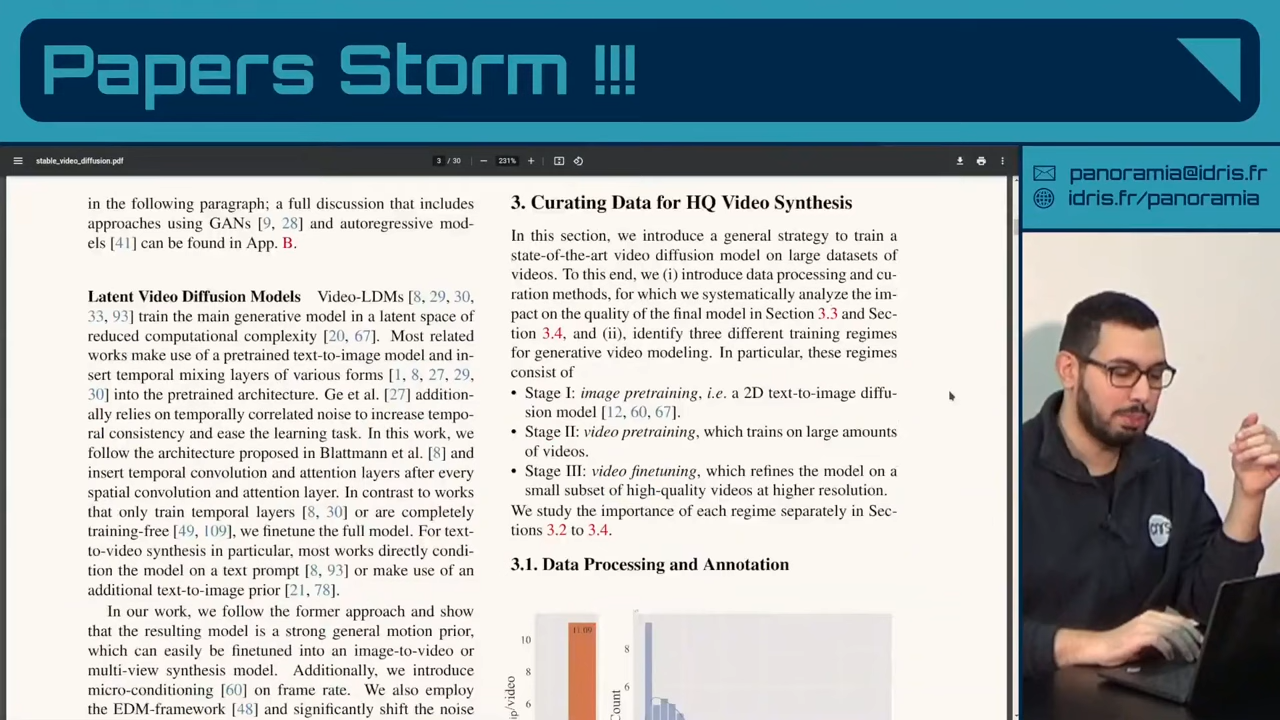 Papers Storm !!!
stable_video_diffusion.pdf
3 / 30
231%
panoramia@idris.fr
idris.fr/panoramia
in the following paragraph; a full discussion that includes
approaches using GANs [9, 28] and autoregressive mod-
els [41] can be found in App. B.
Latent Video Diffusion Models Video-LDMs [8, 29, 30,
33, 93] train the main generative model in a latent space of
reduced computational complexity [20, 67]. Most related
works make use of a pretrained text-to-image model and in-
sert temporal mixing layers of various forms [1, 8, 27, 29,
30] into the pretrained architecture. Ge et al. [27] addition-
ally relies on temporally correlated noise to increase tempo-
ral consistency and ease the learning task. In this work, we
follow the architecture proposed in Blattmann et al. [8] and
insert temporal convolution and attention layers after every
spatial convolution and attention layer. In contrast to works
that only train temporal layers [8, 30] or are completely
training-free [49, 109], we finetune the full model. For text-
to-video synthesis in particular, most works directly condi-
tion the model on a text prompt [8, 93] or make use of an
additional text-to-image prior [21, 78].
In our work, we follow the former approach and show
that the resulting model is a strong general motion prior,
which can easily be finetuned into an image-to-video or
multi-view synthesis model. Additionally, we introduce
micro-conditioning [60] on frame rate. We also employ
the EDM-framework [48] and significantly shift the noise
3. Curating Data for HQ Video Synthesis
In this section, we introduce a general strategy to train a
state-of-the-art video diffusion model on large datasets of
videos. To this end, we (i) introduce data processing and cu-
ration methods, for which we systematically analyze the im-
pact on the quality of the final model in Section 3.3 and Sec-
tion 3.4, and (ii), identify three different training regimes
for generative video modeling. In particular, these regimes
consist of
• Stage I: image pretraining, i.e. a 2D text-to-image diffu-
sion model [12, 60, 67].
• Stage II: video pretraining, which trains on large amounts
of videos.
• Stage III: video finetuning, which refines the model on a
small subset of high-quality videos at higher resolution.
We study the importance of each regime separately in Sec-
tions 3.2 to 3.4.
3.1. Data Processing and Annotation
11.09
10
8
6
8
6
Count
cnrs